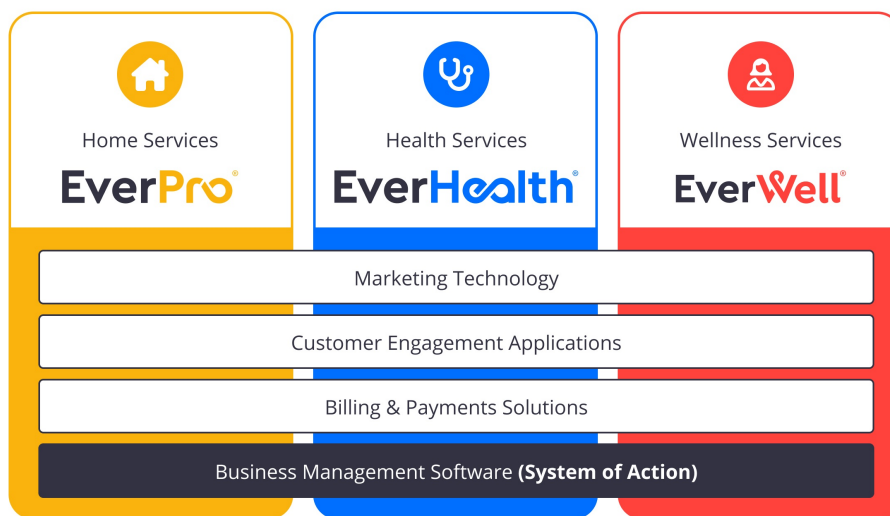 Home Services
EverPro®
Health Services
EverHealth®
Wellness Services
EverWell®
Marketing Technology
Customer Engagement Applications
Billing & Payments Solutions
Business Management Software (System of Action)